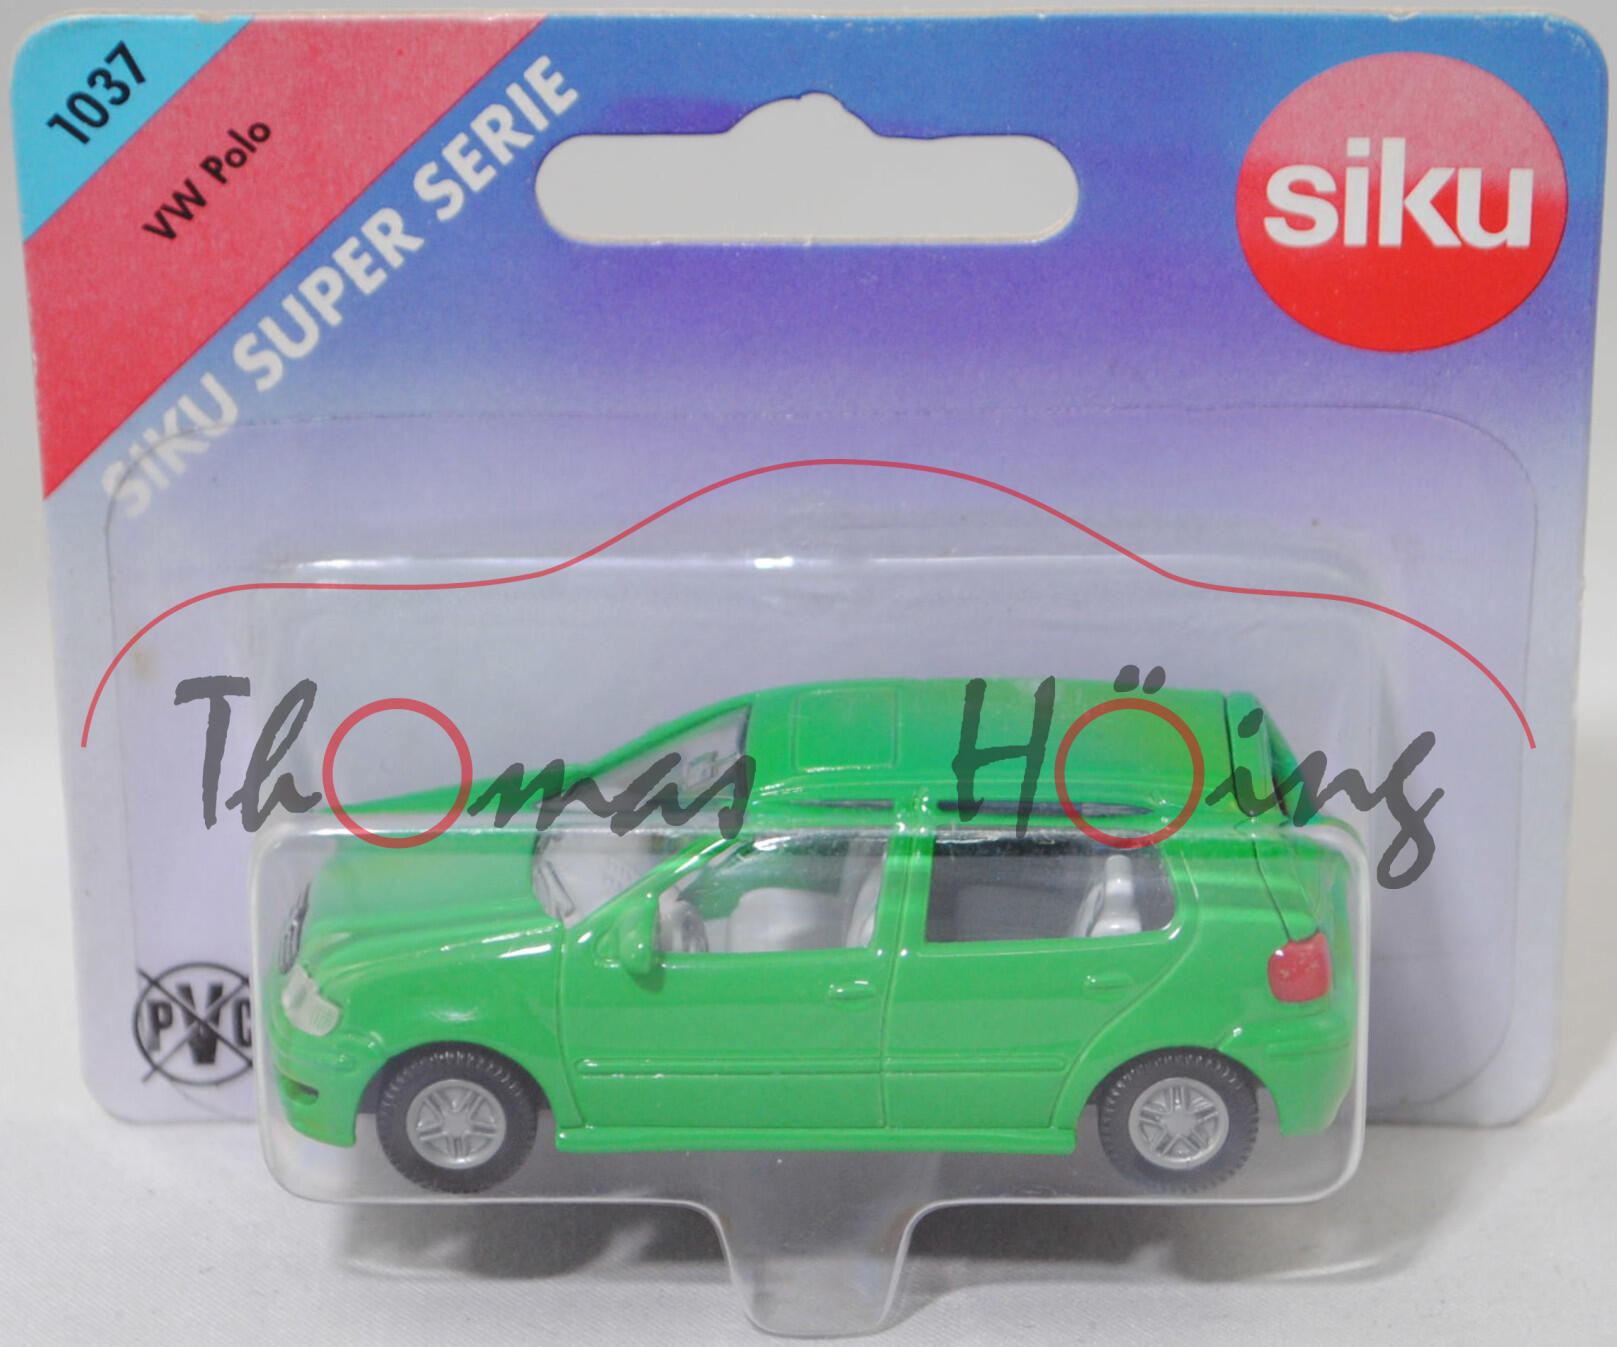 1037
VW Polo
SIKU SUPER SERIE
siku
Thomas Höing
PVC